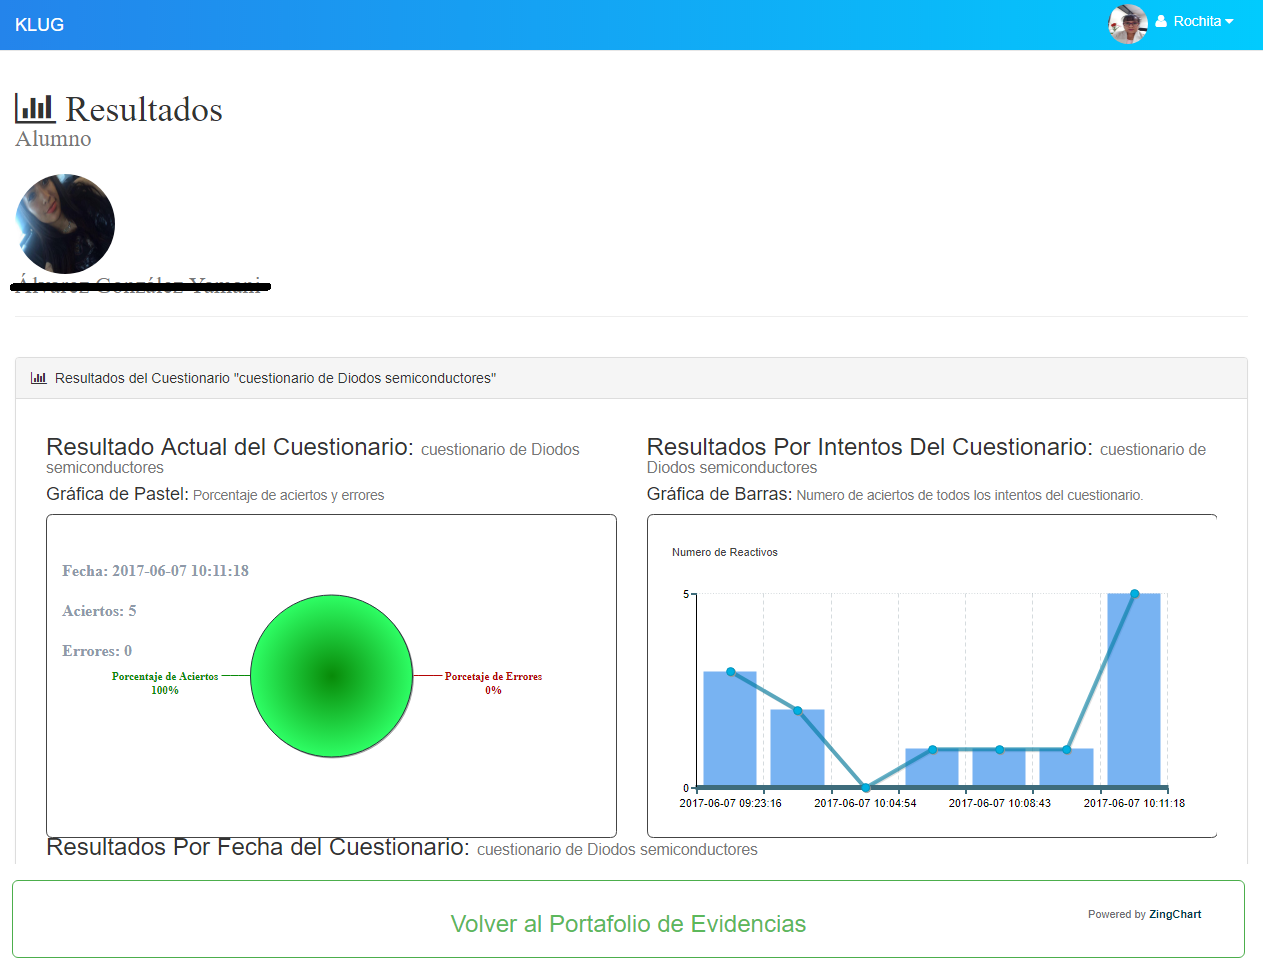 KLUG
Rochita
Resultados
Alumno
Resultados del Cuestionario "cuestionario de Diodos semiconductores"
Resultado Actual del Cuestionario: cuestionario de Diodos
semiconductores
Gráfica de Pastel: Porcentaje de aciertos y errores
Fecha: 2017-06-07 10:11:18
Aciertos: 5
Errores: 0
Porcentaje de Aciertos
100%
Porcetaje de Errores
0%
Resultados Por Intentos Del Cuestionario: cuestionario de
Diodos semiconductores
Gráfica de Barras: Numero de aciertos de todos los intentos del cuestionario.
Numero de Reactivos
5
0
2017-06-07 09:23:16
2017-06-07 10:04:54
2017-06-07 10:08:43
2017-06-07 10:11:18
Resultados Por Fecha del Cuestionario: cuestionario de Diodos semiconductores
Volver al Portafolio de Evidencias
Powered by ZingChart